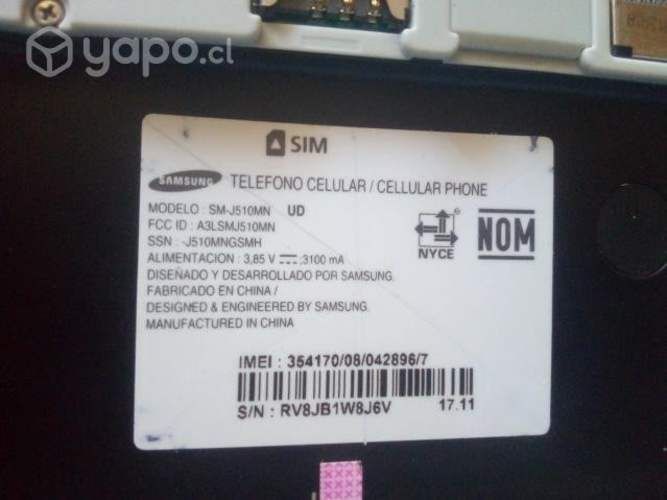 yapo.cl
SIM
SAMSUNG TELEFONO CELULAR / CELLULAR PHONE
MODELO : SM-J510MN UD
FCC ID : A3LSMJ510MN
SSN : -J510MNGSMH
ALIMENTACION : 3,85 V ⎓ ,3100 mA
DISEÑADO Y DESARROLLADO POR SAMSUNG
FABRICADO EN CHINA /
DESIGNED & ENGINEERED BY SAMSUNG
MANUFACTURED IN CHINA
NYCE
NOM
IMEI : 354170/08/042896/7
S/N : RV8JB1W8J6V 17.11